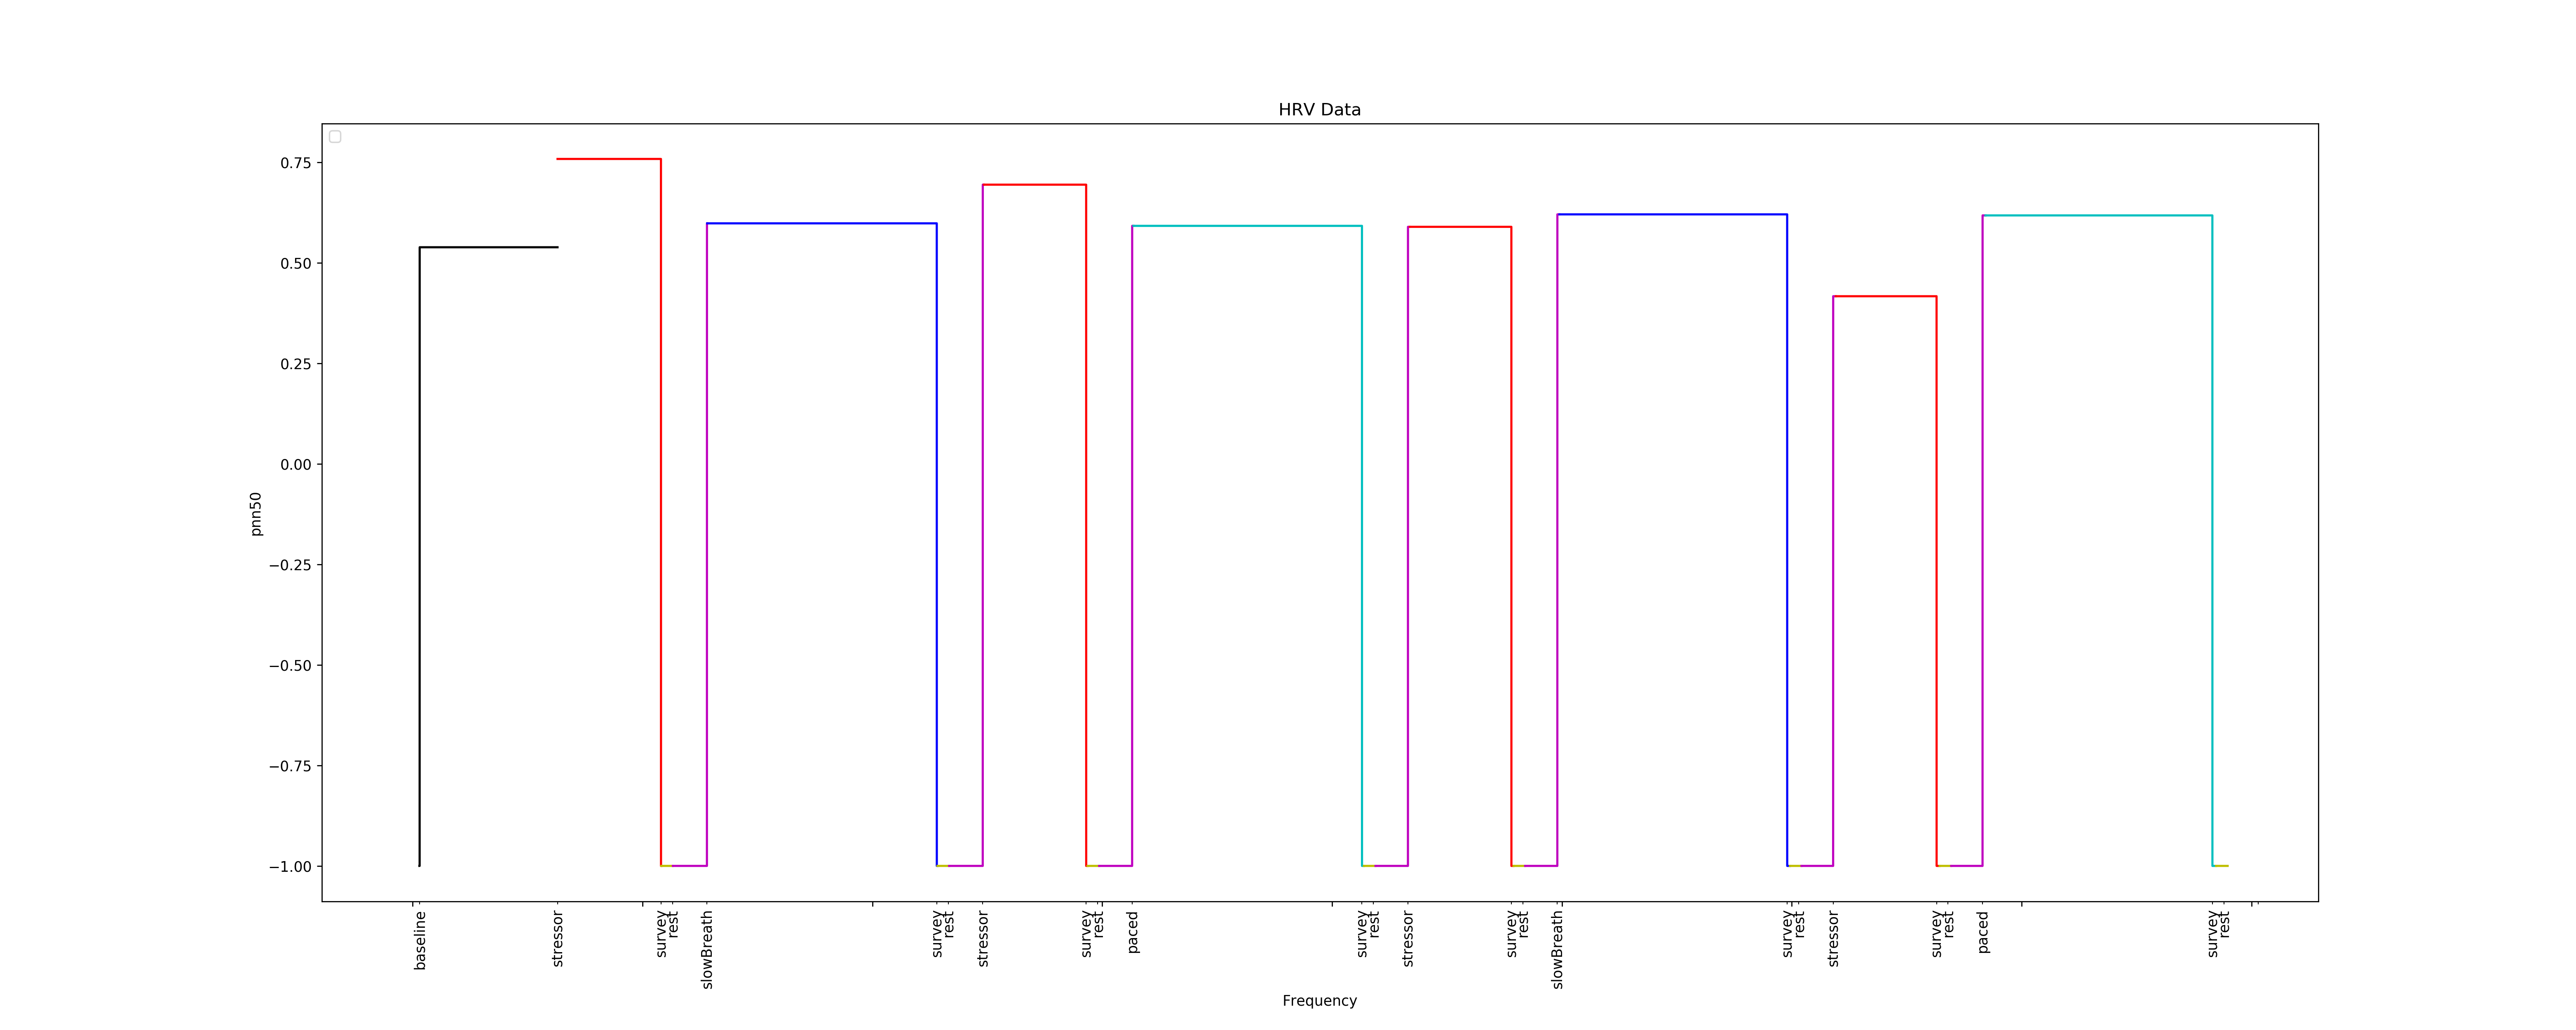 HRV Data
0.75
0.50
0.25
0.00
−0.25
−0.50
−0.75
−1.00
pnn50
baseline
stressor
survey
rest
slowBreath
survey
rest
stressor
survey
rest
paced
survey
rest
stressor
survey
rest
slowBreath
survey
rest
stressor
survey
rest
paced
survey
rest
Frequency